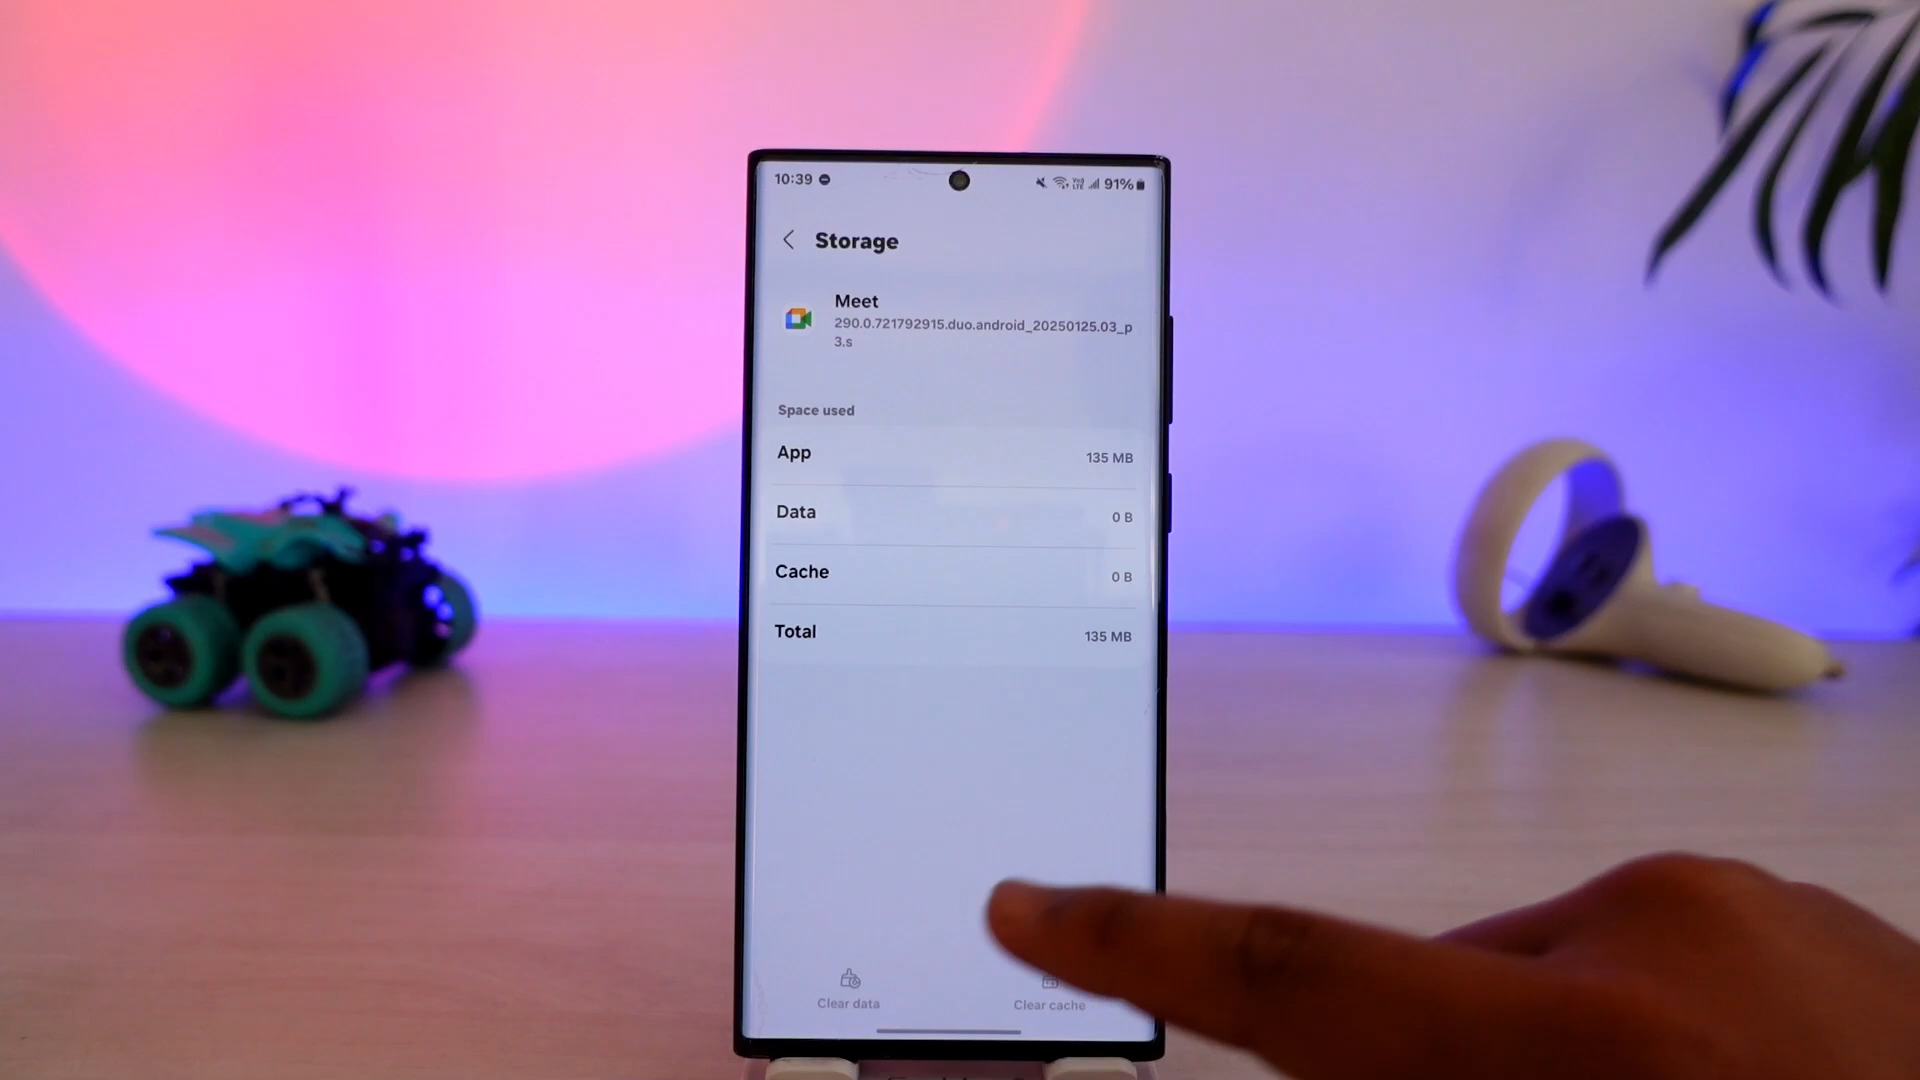 10:39 91%
Storage
Meet
290.0.721792915.duo.android_20250125.03_p
3.s
Space used
App 135 MB
Data 0 B
Cache 0 B
Total 135 MB
Clear data Clear cache